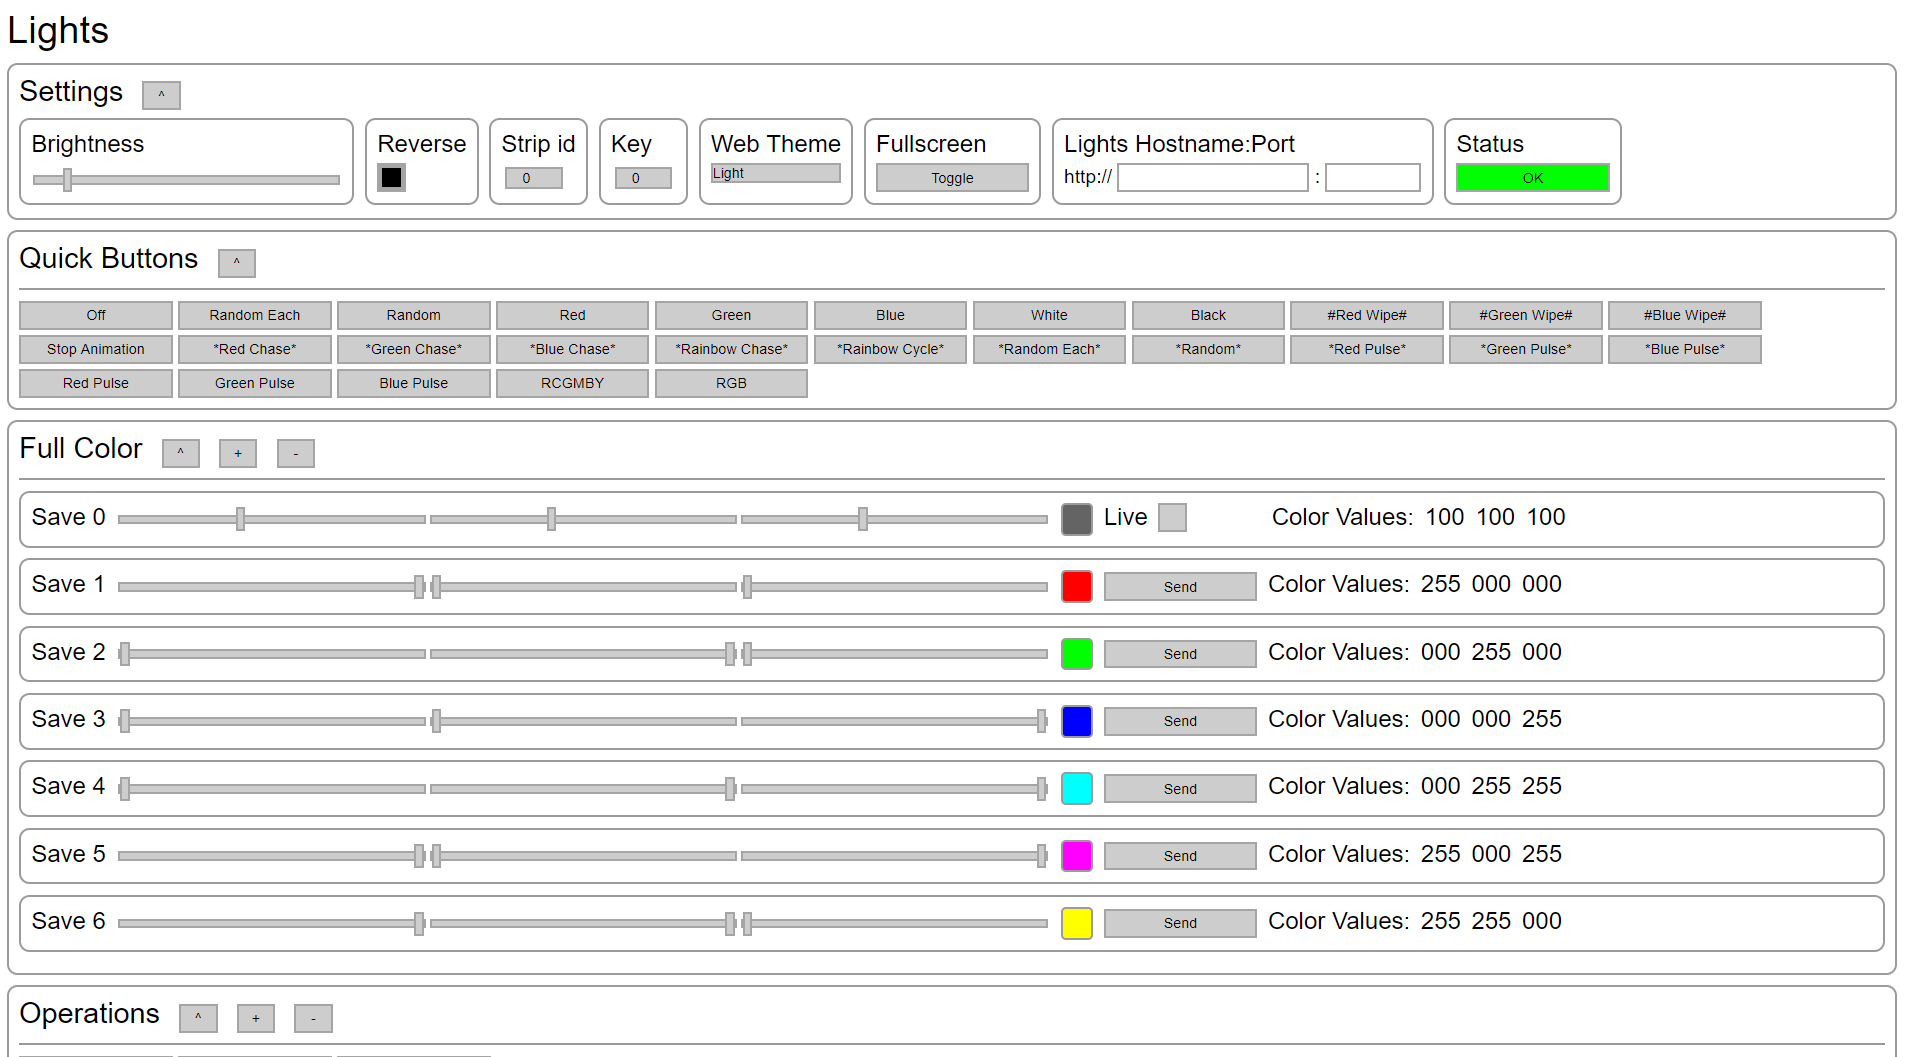 Lights
Settings ^
Brightness Reverse Strip id Key Web Theme Fullscreen Lights Hostname:Port Status
0 0 Light Toggle http:// : OK
Quick Buttons ^
Off Random Each Random Red Green Blue White Black #Red Wipe# #Green Wipe# #Blue Wipe#
Stop Animation *Red Chase* *Green Chase* *Blue Chase* *Rainbow Chase* *Rainbow Cycle* *Random Each* *Random* *Red Pulse* *Green Pulse* *Blue Pulse*
Red Pulse Green Pulse Blue Pulse RCGMBY RGB
Full Color ^ + -
Save 0 Live Color Values: 100 100 100
Save 1 Send Color Values: 255 000 000
Save 2 Send Color Values: 000 255 000
Save 3 Send Color Values: 000 000 255
Save 4 Send Color Values: 000 255 255
Save 5 Send Color Values: 255 000 255
Save 6 Send Color Values: 255 255 000
Operations ^ + -